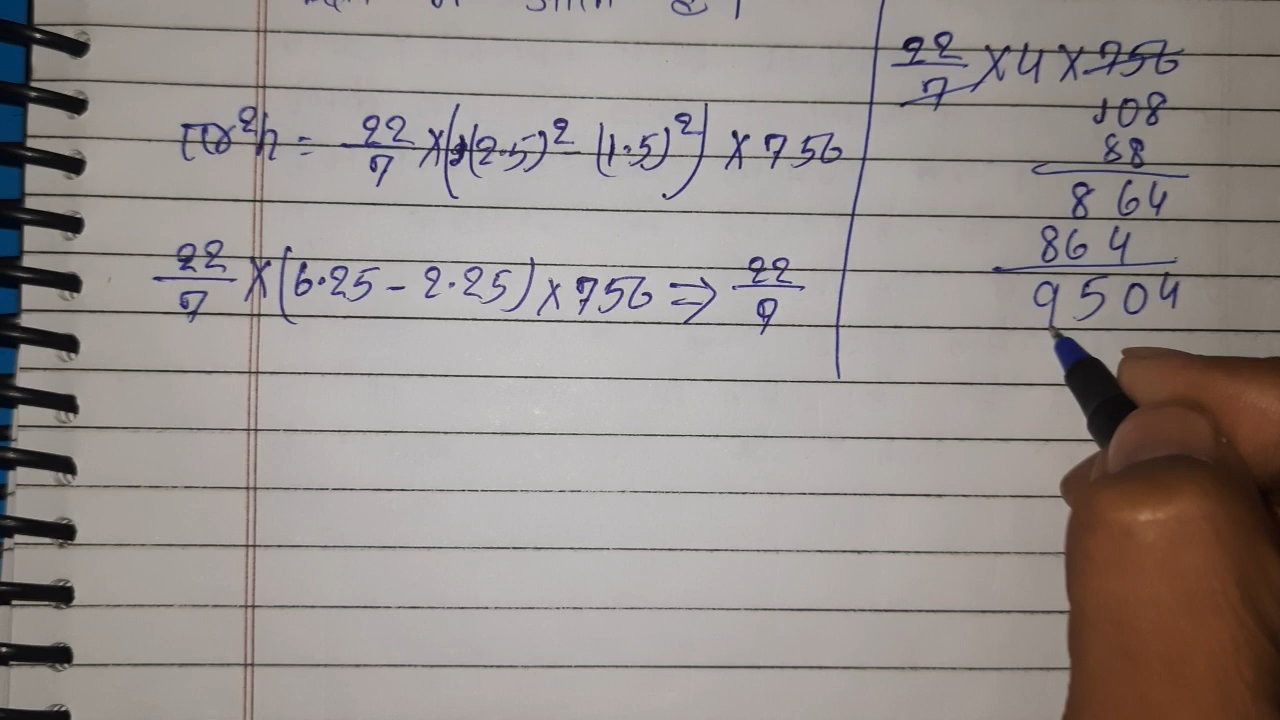 πr²h = 22/7 × ((2.5)² - (1.5)²) × 756
22/7 × (6.25 - 2.25) × 756 ⇒ 22/7
22/7 × 4 × 756
108
88
864
864
9504